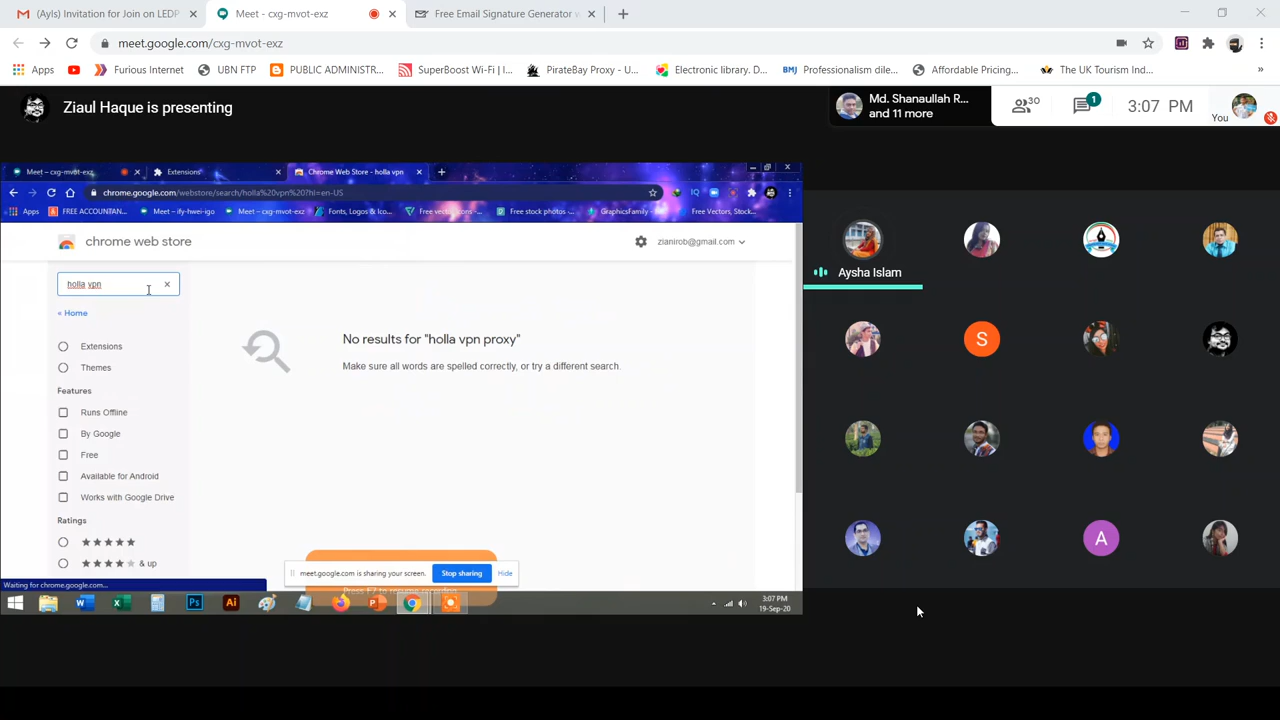 (Ayls) Invitation for Join on LEDP
Meet - cxg-mvot-exz
Free Email Signature Generator w
meet.google.com/cxg-mvot-exz
Apps
Furious Internet
UBN FTP
PUBLIC ADMINISTR...
SuperBoost Wi-Fi | I...
PirateBay Proxy - U...
Electronic library. D...
BMJ Professionalism dile...
Affordable Pricing...
The UK Tourism Ind...
»
Ziaul Haque is presenting
Md. Shanaullah R...
and 11 more
30
1
3:07 PM
You
Meet – cxg-mvot-exz
Extensions
Chrome Web Store - holla vpn
chrome.google.com/webstore/search/holla%20vpn%20?hl=en-US
Apps
FREE ACCOUNTAN...
Meet – ify-hwei-igo
Meet – cxg-mvot-exz
Fonts, Logos & Ico...
Free vector icons - ...
Free stock photos ·...
GraphicsFamily – ...
Free Vectors, Stock...
chrome web store
zianirob@gmail.com
holla vpn
< Home
Extensions
Themes
Features
Runs Offline
By Google
Free
Available for Android
Works with Google Drive
Ratings
& up
No results for "holla vpn proxy"
Make sure all words are spelled correctly, or try a different search.
meet.google.com is sharing your screen.
Stop sharing
Hide
Press F7 to resume recording
Waiting for chrome.google.com...
3:07 PM
19-Sep-20
Aysha Islam
S
A